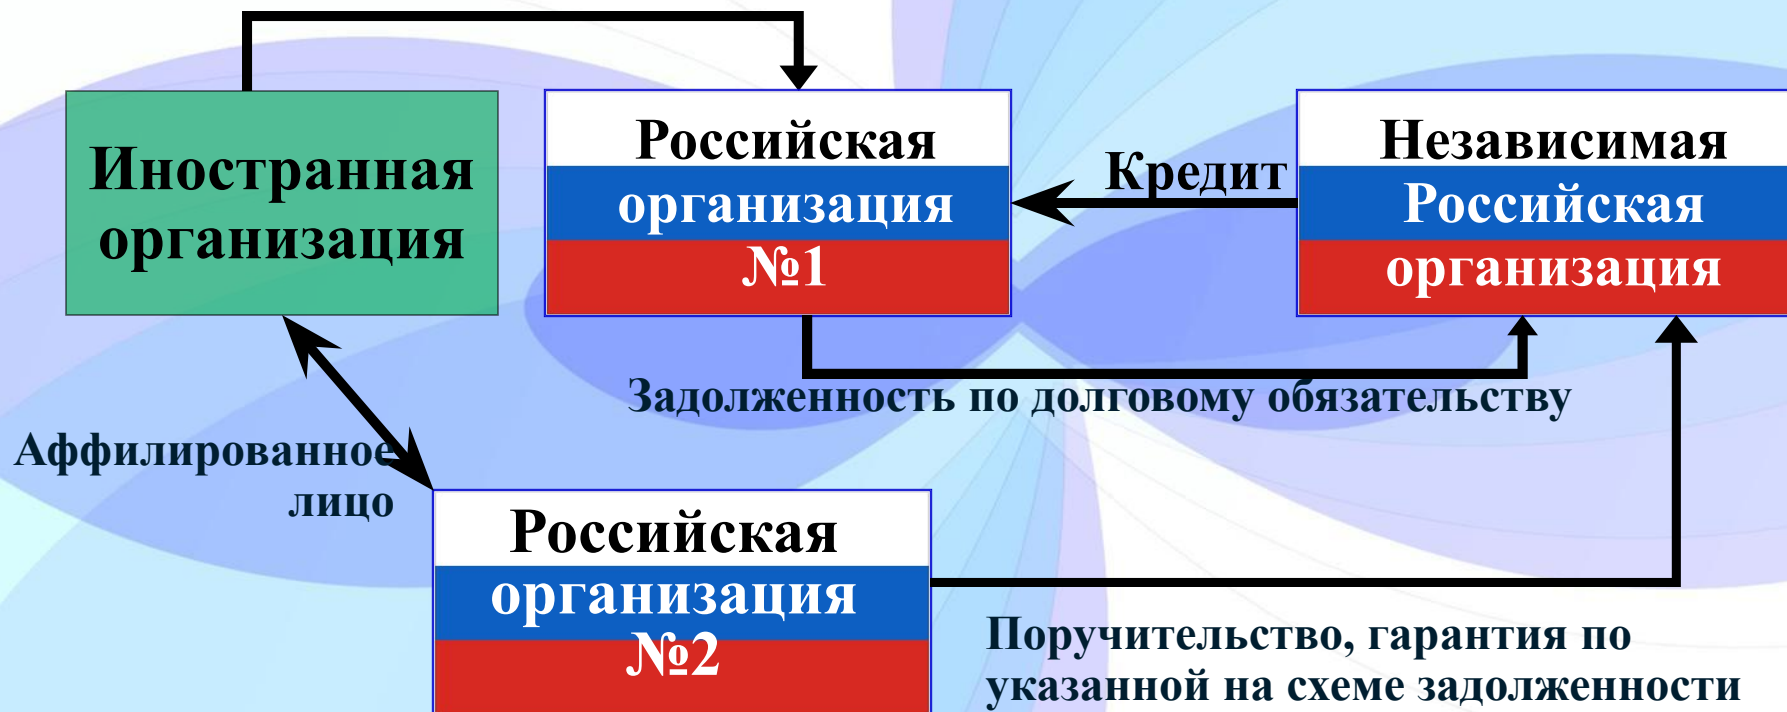 Иностранная
организация
Российская
организация
№1
Кредит
Независимая
Российская
организация
Задолженность по долговому обязательству
Аффилированное
лицо
Российская
организация
№2
Поручительство, гарантия по
указанной на схеме задолженности